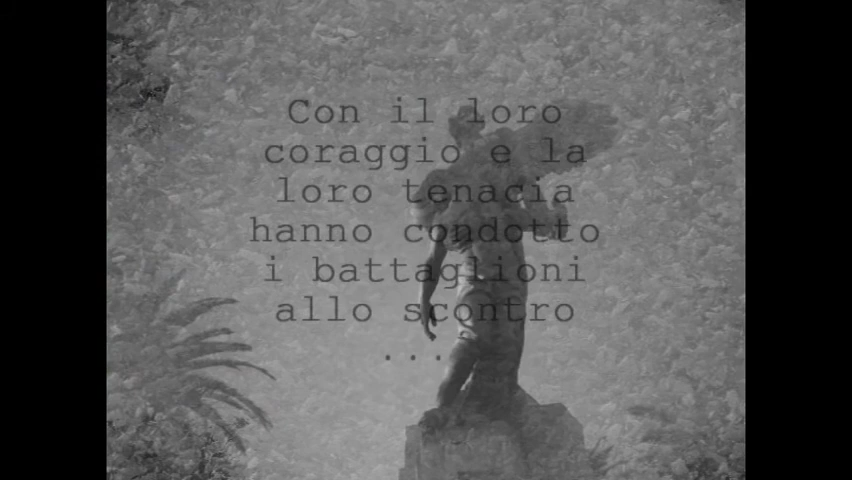 Con il loro
coraggio e la
loro tenacia
hanno condotto
i battaglioni
allo scontro
...